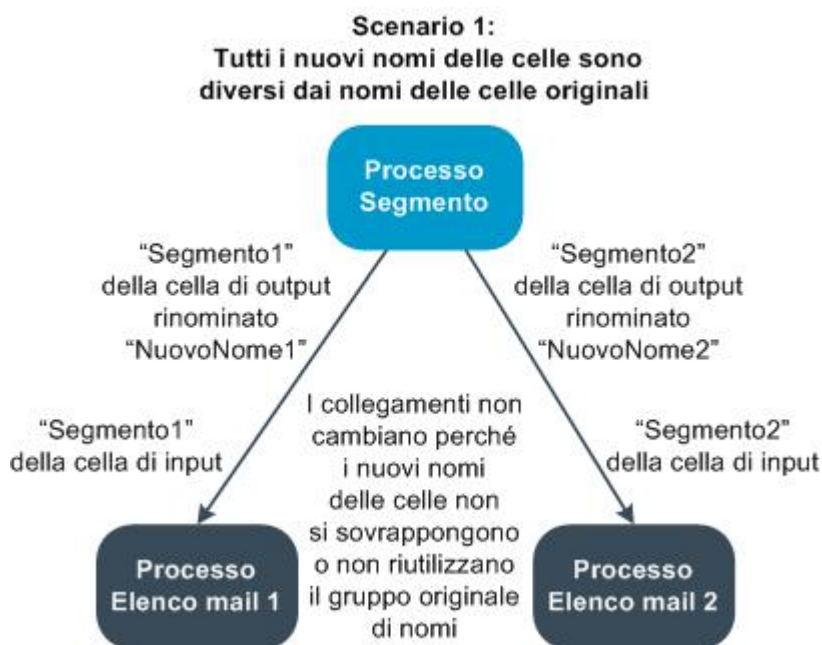 Scenario 1:
Tutti i nuovi nomi delle celle sono
diversi dai nomi delle celle originali
Processo
Segmento
“Segmento1”
della cella di output
rinominato
“NuovoNome1”
“Segmento2”
della cella di output
rinominato
“NuovoNome2”
“Segmento1”
della cella di input
I collegamenti non
cambiano perché
i nuovi nomi
delle celle non
si sovrappongono
o non riutilizzano
il gruppo originale
di nomi
“Segmento2”
della cella di input
Processo
Elenco mail 1
Processo
Elenco mail 2